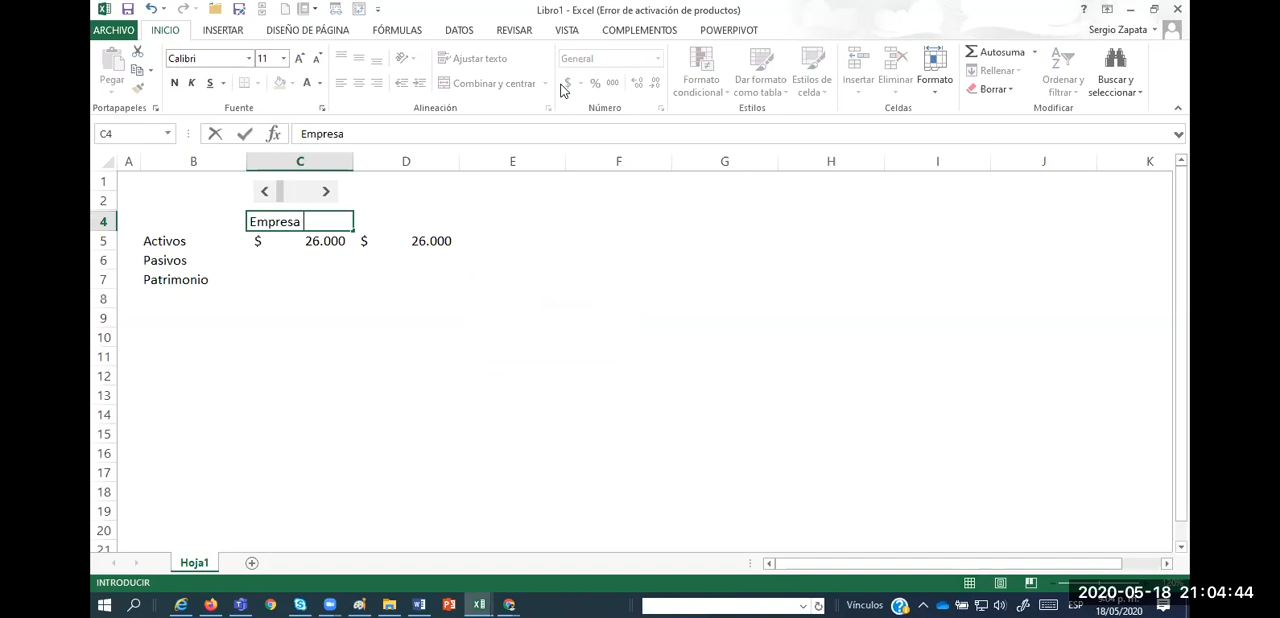 Libro1 - Excel (Error de activación de productos)
ARCHIVO INICIO INSERTAR DISEÑO DE PÁGINA FÓRMULAS DATOS REVISAR VISTA COMPLEMENTOS POWERPIVOT Sergio Zapata
Calibri 11 Ajustar texto General Autosuma
Pegar Formato Dar formato Estilos de Insertar Eliminar Formato Rellenar Ordenar y Buscar y
N K S A Combinar y centrar $ % 000 condicional como tabla celda Borrar filtrar seleccionar
Portapapeles Fuente Alineación Número Estilos Celdas Modificar
C4 fx Empresa
A B C D E F G H I J K
1
2
4 Empresa
5 Activos $ 26.000 $ 26.000
6 Pasivos
7 Patrimonio
8
9
10
11
12
13
14
15
16
17
18
19
20
21
Hoja1
INTRODUCIR 120%
Vínculos ESP
18/05/2020
2020-05-18 21:04:44